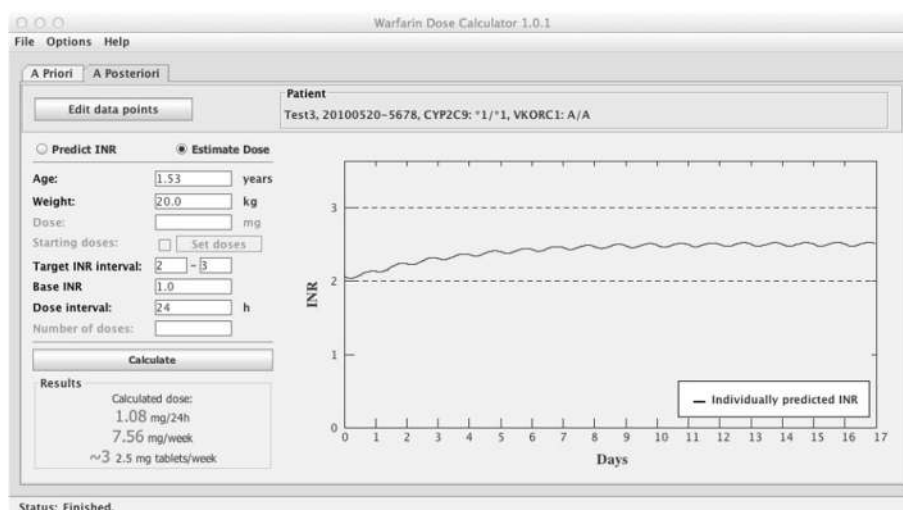 Warfarin Dose Calculator 1.0.1
File Options Help
A Priori A Posteriori
Edit data points
Patient
Test3, 20100520-5678, CYP2C9: *1/*1, VKORC1: A/A
Predict INR Estimate Dose
Age: 1.53 years
Weight: 20.0 kg
Dose: mg
Starting doses: Set doses
Target INR interval: 2 - 3
Base INR 1.0
Dose interval: 24 h
Number of doses:
Calculate
Results
Calculated dose:
1.08 mg/24h
7.56 mg/week
~3 2.5 mg tablets/week
INR
3
2
1
0
Individually predicted INR
0 1 2 3 4 5 6 7 8 9 10 11 12 13 14 15 16 17
Days
Status: Finished.